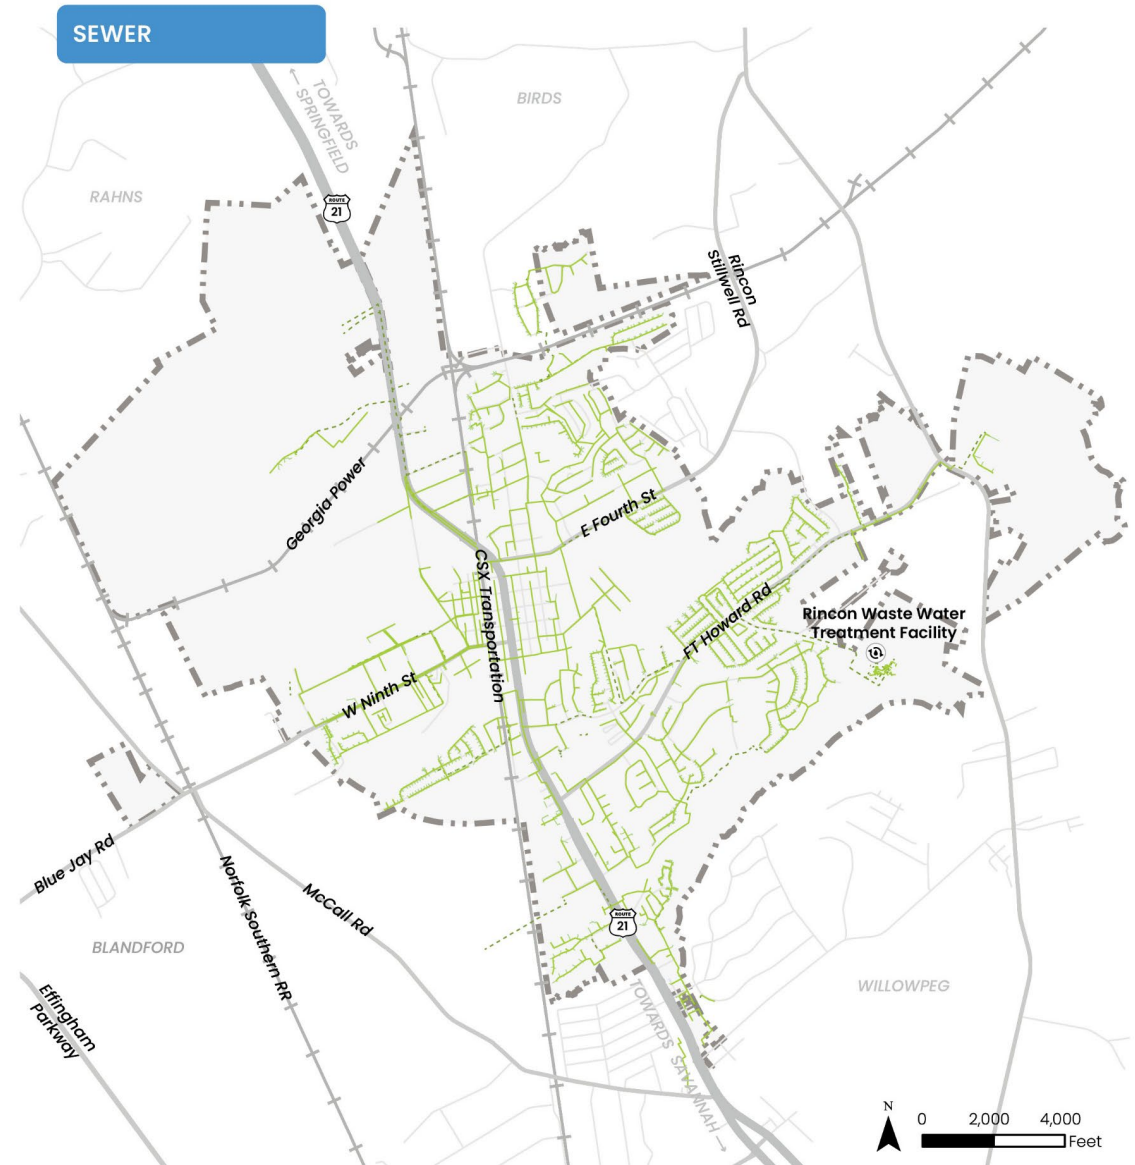 SEWER
← TOWARDS
SPRINGFIELD
BIRDS
RAHNS
ROUTE
21
Rincon
Stillwell Rd
Georgia Power
E Fourth St
CSX Transportation
FT Howard Rd
Rincon Waste Water
Treatment Facility
W Ninth St
Blue Jay Rd
Norfolk Southern RR
McCall Rd
ROUTE
21
BLANDFORD
WILLOWPEG
Effingham
Parkway
TOWARDS SAVANNAH →
N
0 2,000 4,000
Feet